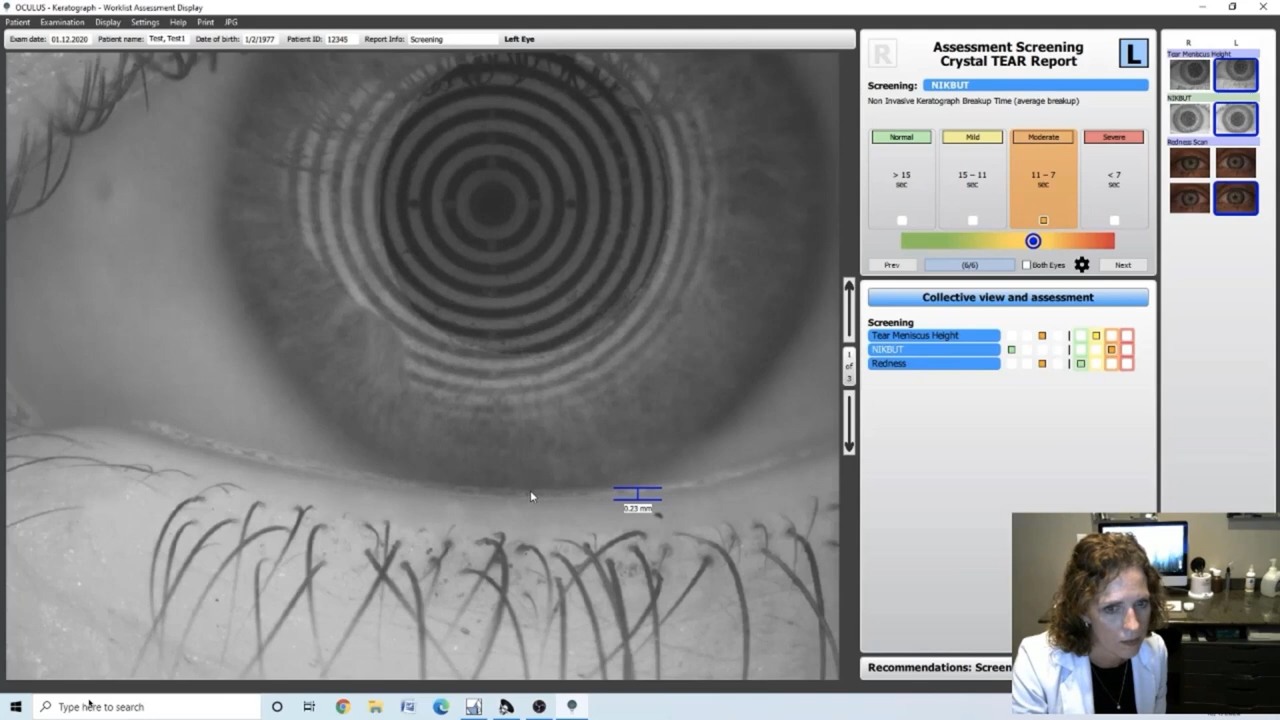 OCULUS - Keratograph - Worklist Assessment Display
Patient Examination Display Settings Help Print JPG
Exam date: 01.12.2020 Patient name: Test, Test1 Date of birth: 1/2/1977 Patient ID: 12345 Report Info: Screening Left Eye
R
Assessment Screening
Crystal TEAR Report
L
Screening: NIKBUT
Non Invasive Keratograph Breakup Time (average breakup)
Normal Mild Moderate Severe
> 15 15 – 11 11 – 7 < 7
sec sec sec sec
Prev (6/6) Both Eyes Next
Collective view and assessment
Screening
Tear Meniscus Height
NIKBUT
Redness
1
of
3
0.23 mm
Recommendations: Screen
R L
Tear Meniscus Height
NIKBUT
Redness Scan
Type here to search